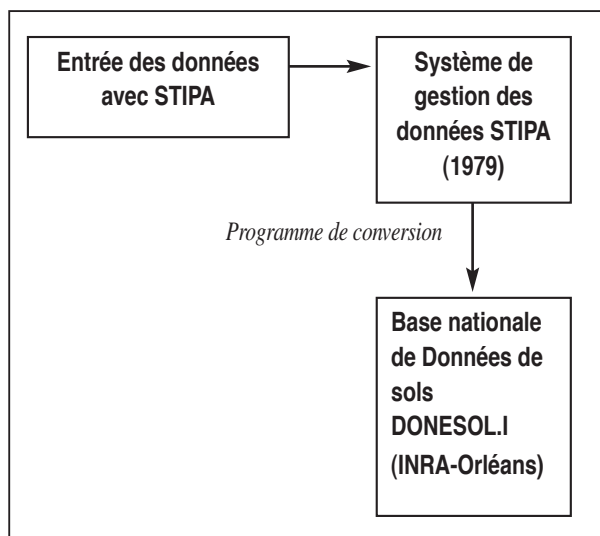 Entrée des données
avec STIPA
Système de
gestion des
données STIPA
(1979)
Programme de conversion
Base nationale
de Données de
sols
DONESOL.I
(INRA-Orléans)